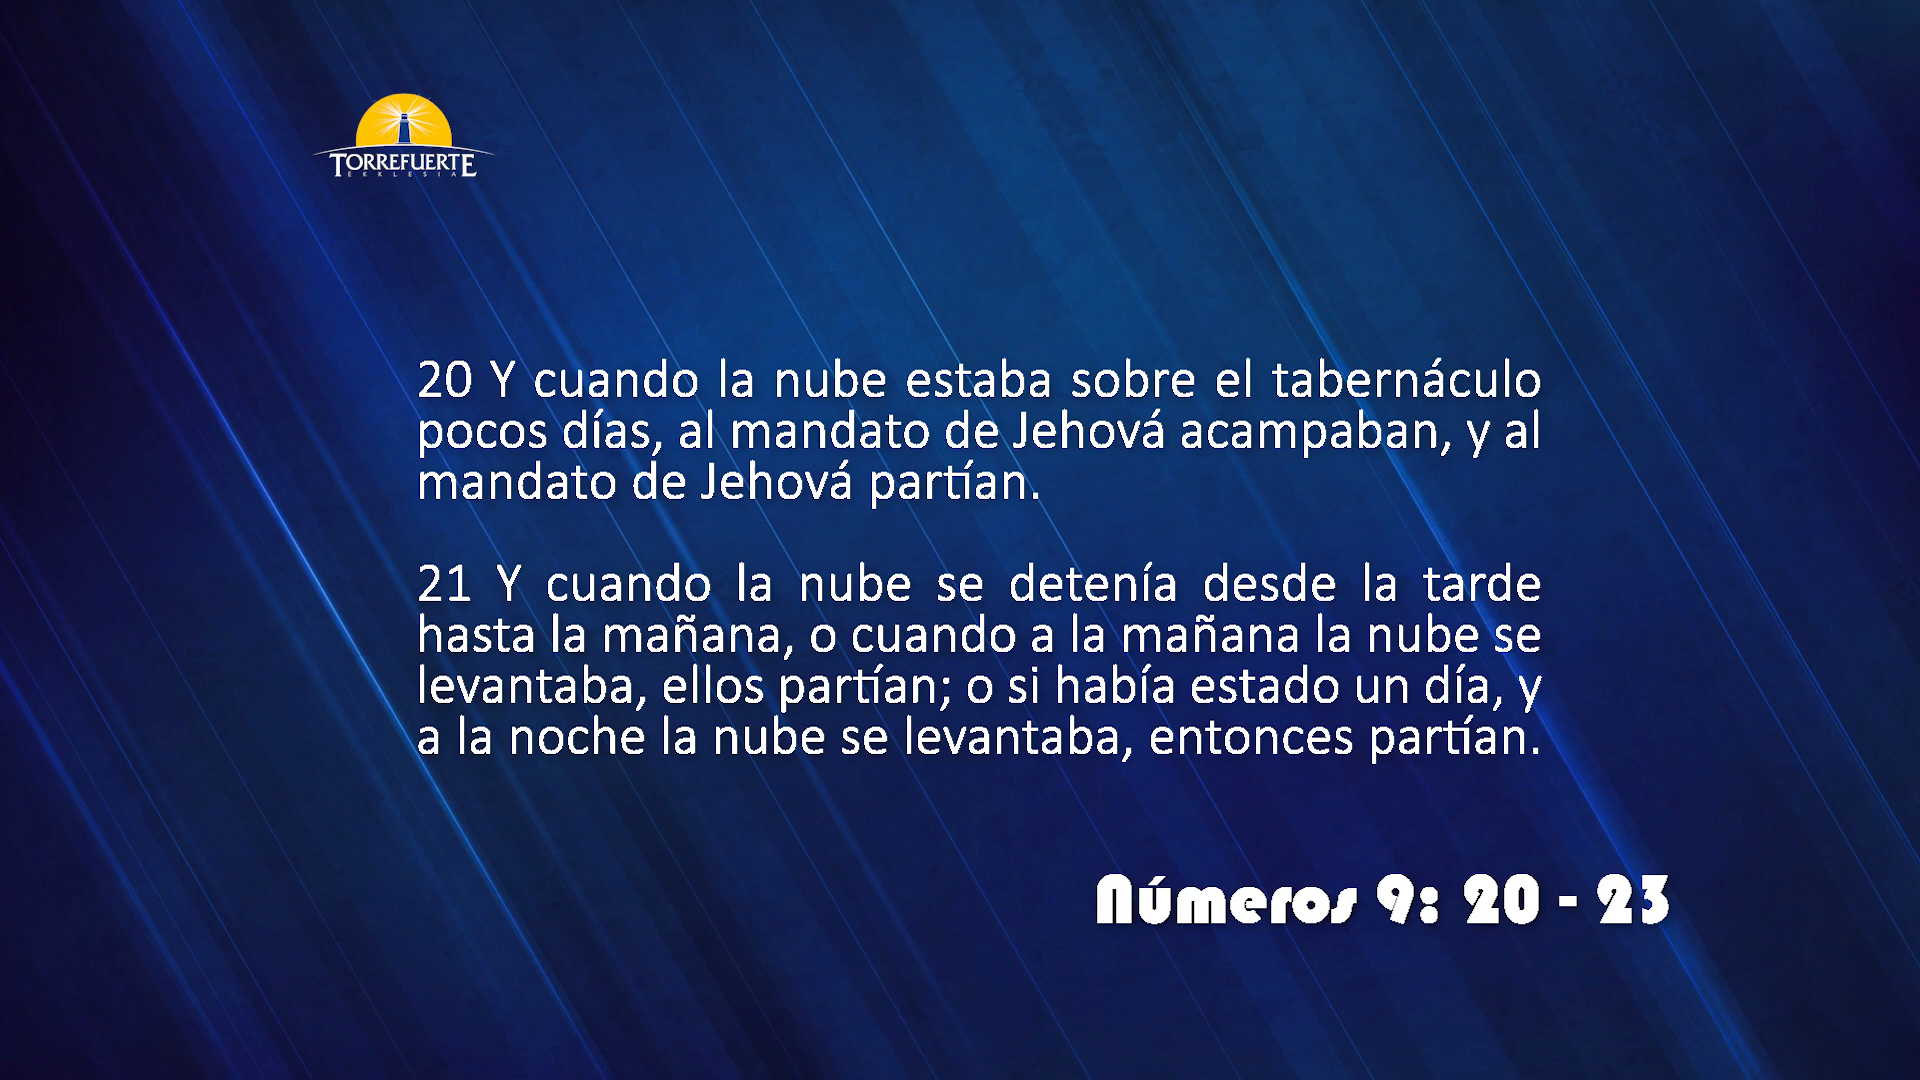 TORREFUERTE
EKKLESIA
20 Y cuando la nube estaba sobre el tabernáculo
pocos días, al mandato de Jehová acampaban, y al
mandato de Jehová partían.
21 Y cuando la nube se detenía desde la tarde
hasta la mañana, o cuando a la mañana la nube se
levantaba, ellos partían; o si había estado un día, y
a la noche la nube se levantaba, entonces partían.
Números 9: 20 - 23